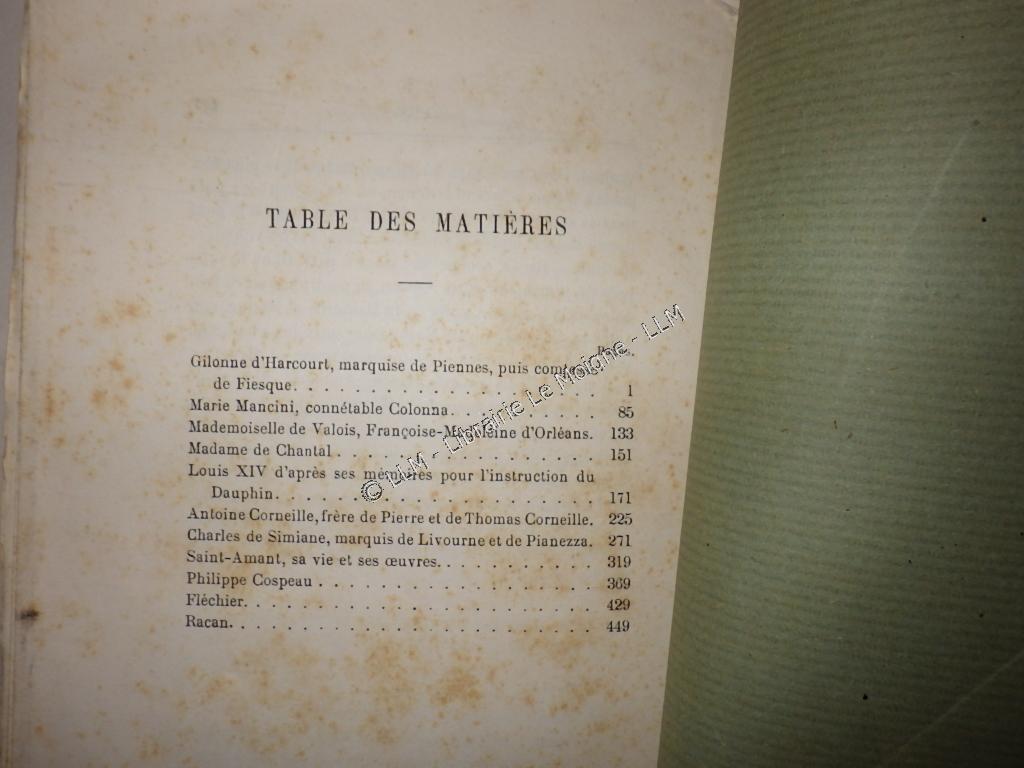 TABLE DES MATIÈRES
Gilonne d'Harcourt, marquise de Piennes, puis
de Fiesque. . . . . . . . . . . . . . . . . 1
Marie Mancini, connétable Colonna. . . . . . . . . 85
Mademoiselle de Valois, Françoise-Madeleine d'Orléans. 133
Madame de Chantal . . . . . . . . . . . . . . . 151
Louis XIV d'après ses mémoires pour l'instruction du
Dauphin. . . . . . . . . . . . . . . . . . 171
Antoine Corneille, frère de Pierre et de Thomas Corneille. 225
Charles de Simiane, marquis de Livourne et de Pianezza. 271
Saint-Amant, sa vie et ses œuvres. . . . . . . . . . 319
Philippe Cospeau . . . . . . . . . . . . . . . . 369
Fléchier. . . . . . . . . . . . . . . . . . . . 429
Racan. . . . . . . . . . . . . . . . . . . . . 449
© LLM - Librairie Le Moigne - LLM